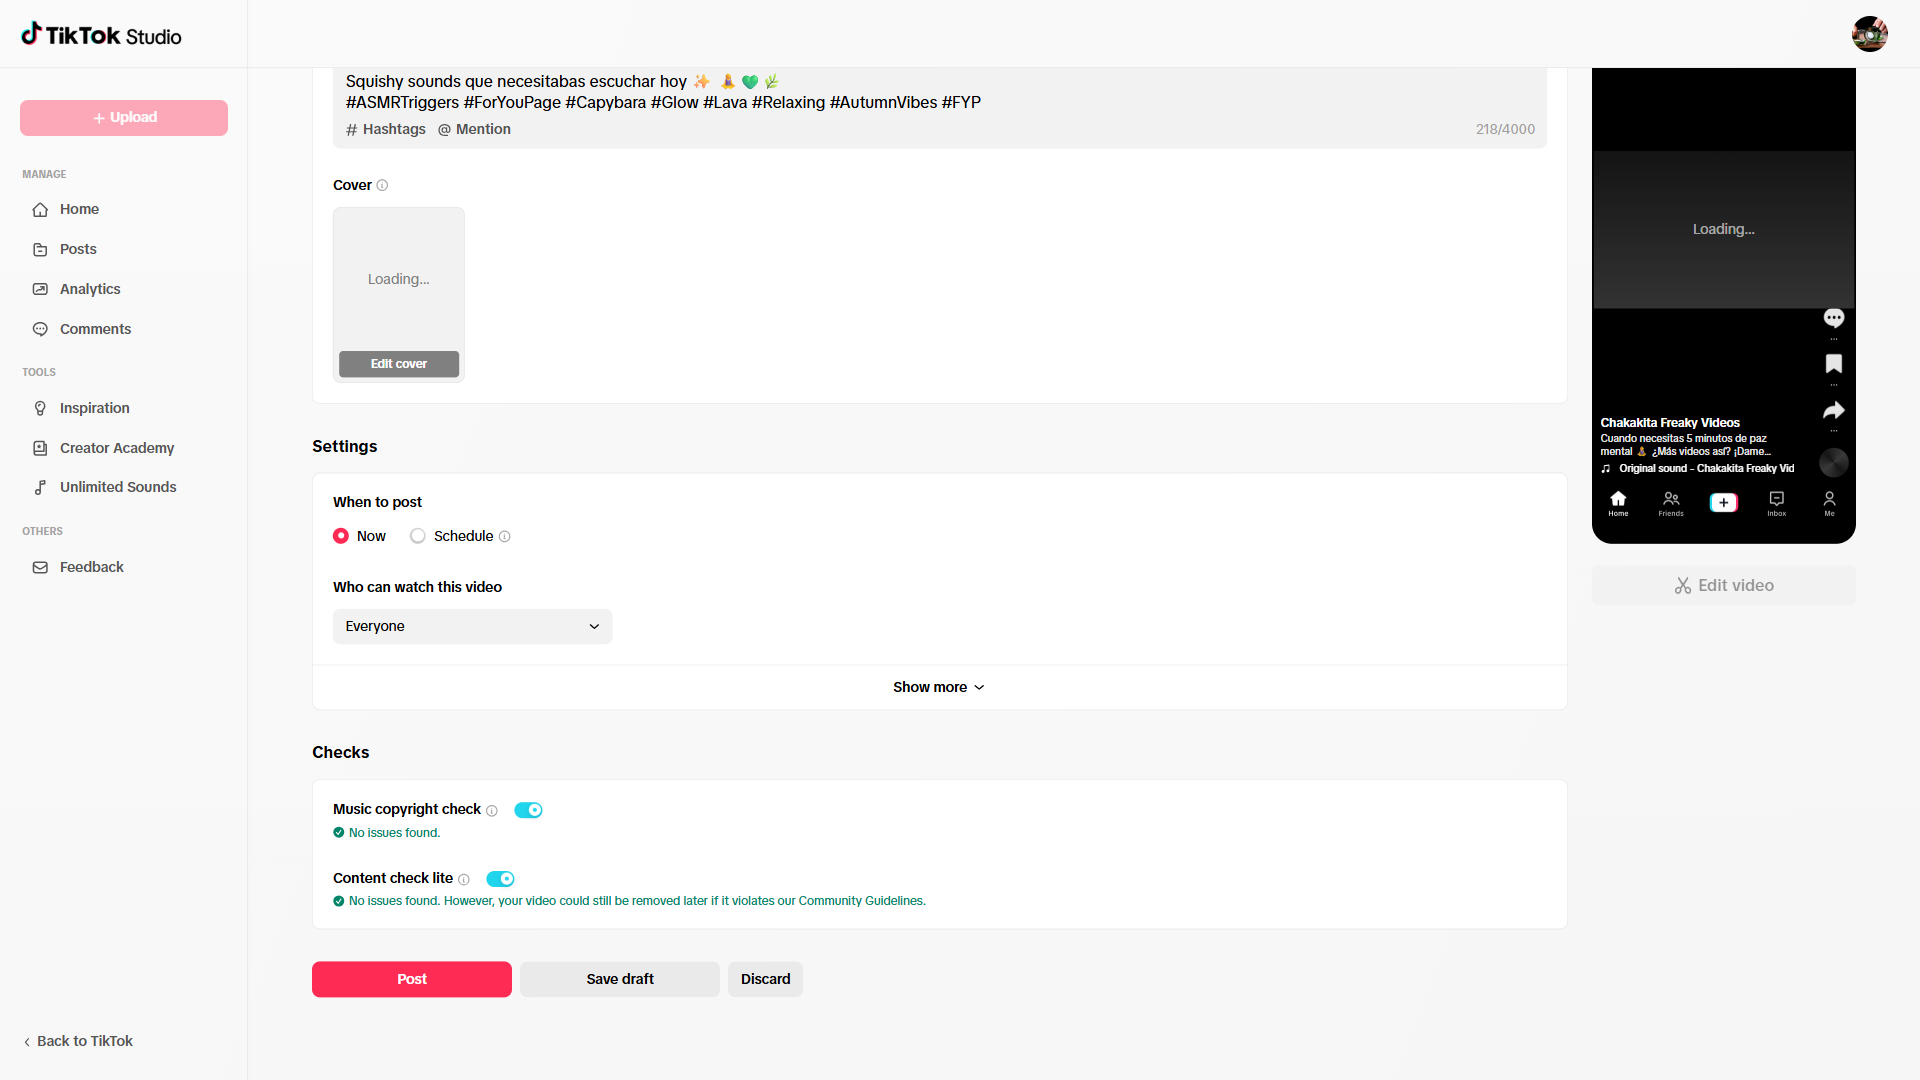 TikTok Studio
+ Upload
MANAGE
Home
Posts
Analytics
Comments
TOOLS
Inspiration
Creator Academy
Unlimited Sounds
OTHERS
Feedback
Back to TikTok
Squishy sounds que necesitabas escuchar hoy ✨ 🧘 💚 🌿
#ASMRTriggers #ForYouPage #Capybara #Glow #Lava #Relaxing #AutumnVibes #FYP
# Hashtags @ Mention 218/4000
Cover
Loading...
Edit cover
Settings
When to post
Now Schedule
Who can watch this video
Everyone
Show more
Checks
Music copyright check
No issues found.
Content check lite
No issues found. However, your video could still be removed later if it violates our Community Guidelines.
Post Save draft Discard
Loading...
...
...
...
Chakakita Freaky Videos
Cuando necesitas 5 minutos de paz
mental 🧘 ¿Más videos así? ¡Dame...
Original sound - Chakakita Freaky Vid
Home Friends Inbox Me
Edit video